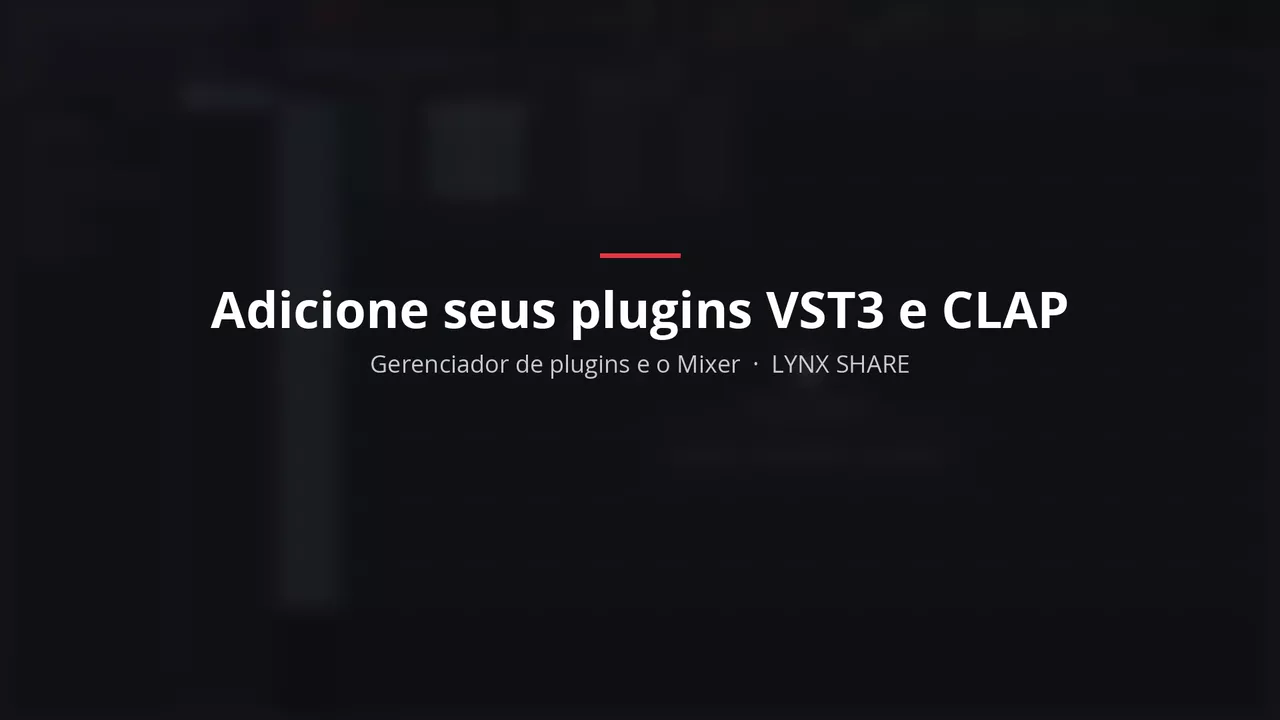 Adicione seus plugins VST3 e CLAP
Gerenciador de plugins e o Mixer · LYNX SHARE